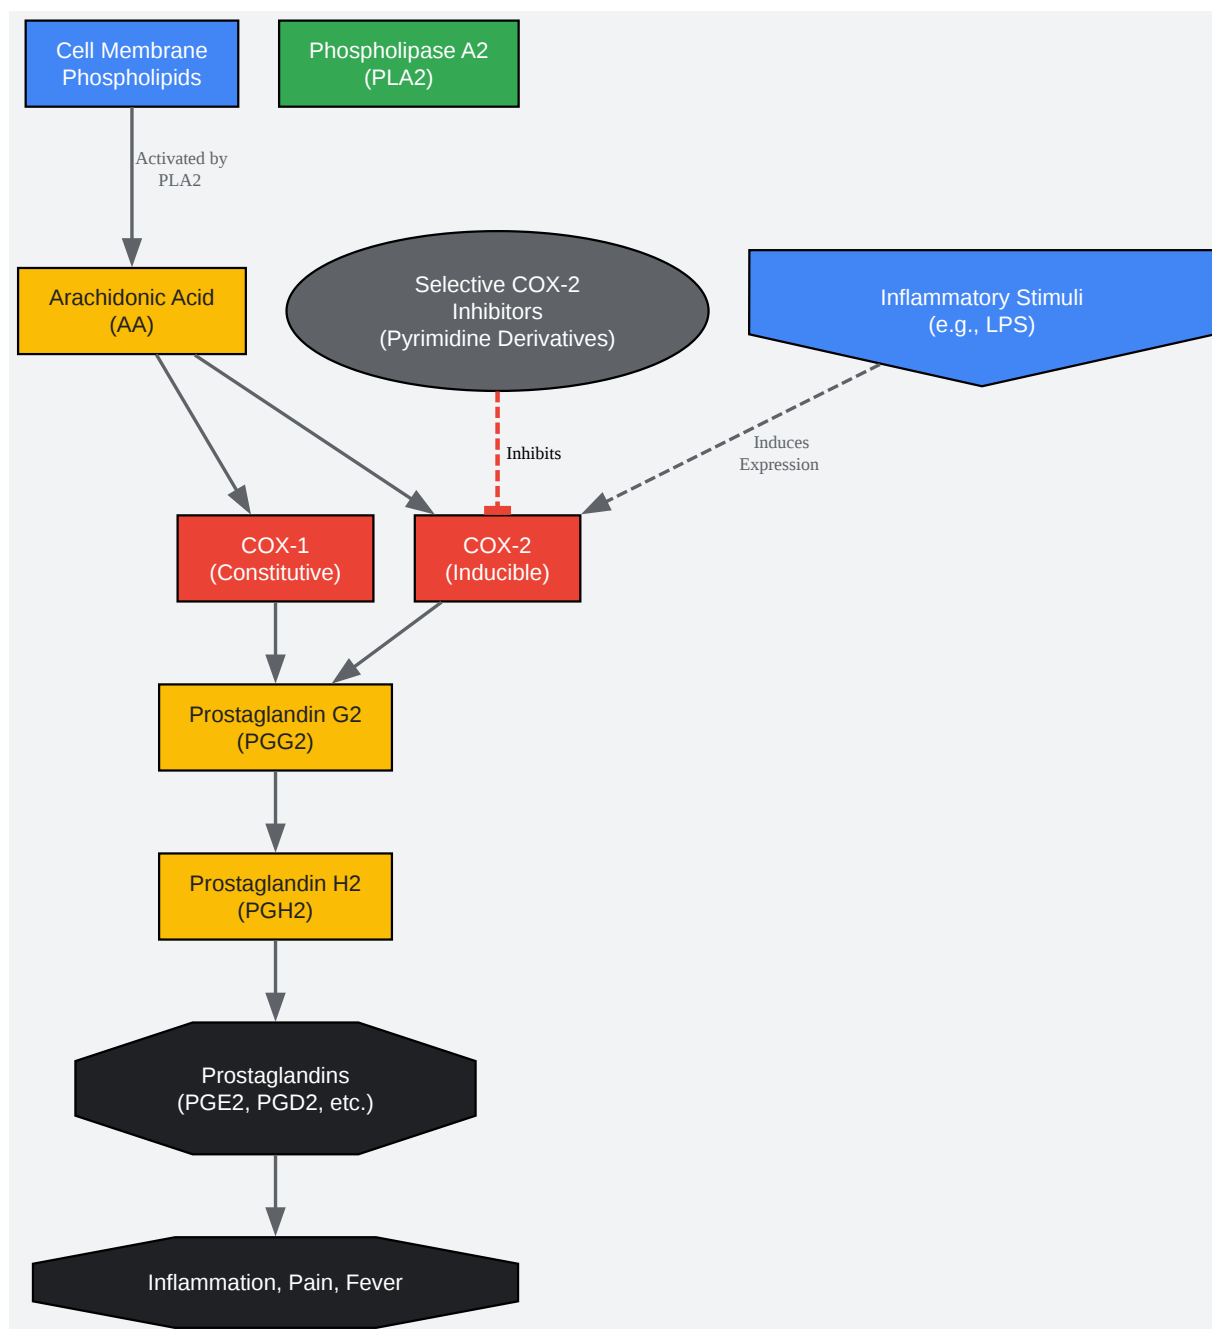 Cell Membrane
Phospholipids
Phospholipase A2
(PLA2)
Activated by
PLA2
Arachidonic Acid
(AA)
Selective COX-2
Inhibitors
(Pyrimidine Derivatives)
Inflammatory Stimuli
(e.g., LPS)
Inhibits
Induces
Expression
COX-1
(Constitutive)
COX-2
(Inducible)
Prostaglandin G2
(PGG2)
Prostaglandin H2
(PGH2)
Prostaglandins
(PGE2, PGD2, etc.)
Inflammation, Pain, Fever